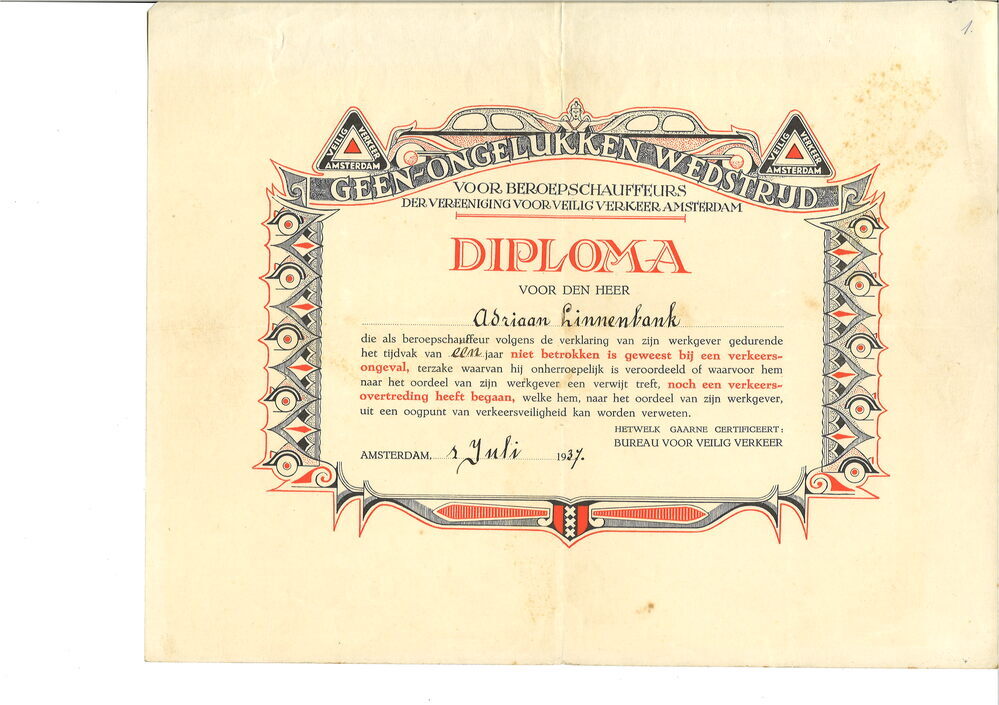 1.
VEILIG VERKEER AMSTERDAM
VEILIG VERKEER AMSTERDAM
GEEN-ONGELUKKEN WEDSTRIJD
VOOR BEROEPSCHAUFFEURS
DER VEREENIGING VOOR VEILIG VERKEER AMSTERDAM
DIPLOMA
VOOR DEN HEER
Adriaan Linnenbank
die als beroepschauffeur volgens de verklaring van zijn werkgever gedurende
het tijdvak van een jaar niet betrokken is geweest bij een verkeers-
ongeval, terzake waarvan hij onherroepelijk is veroordeeld of waarvoor hem
naar het oordeel van zijn werkgever een verwijt treft, noch een verkeers-
overtreding heeft begaan, welke hem, naar het oordeel van zijn werkgever,
uit een oogpunt van verkeersveiligheid kan worden verweten.
HETWELK GAARNE CERTIFICEERT:
BUREAU VOOR VEILIG VERKEER
AMSTERDAM, 1 Juli 1937.